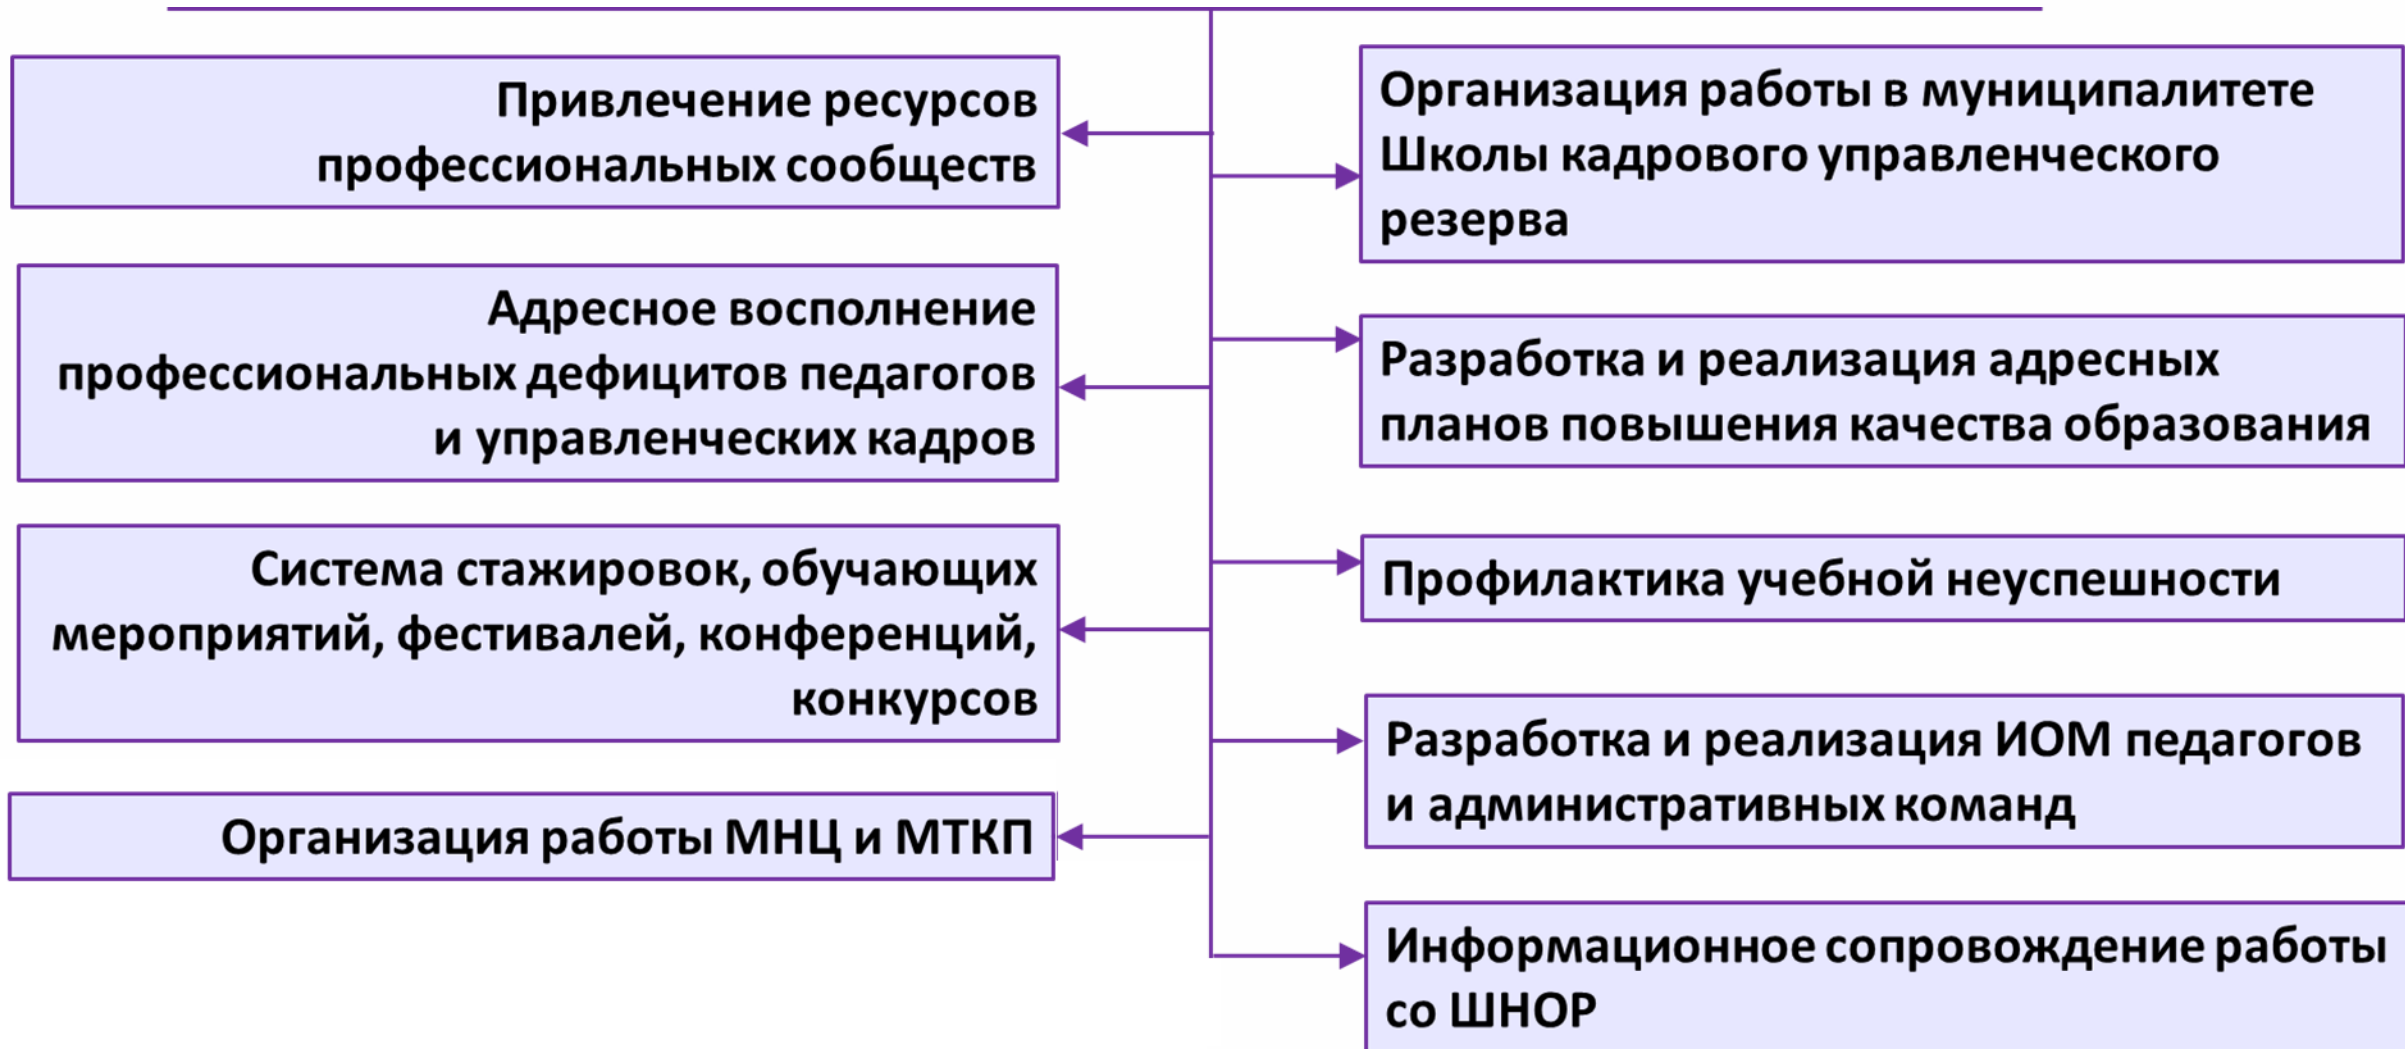 Привлечение ресурсов
профессиональных сообществ
Адресное восполнение
профессиональных дефицитов педагогов
и управленческих кадров
Система стажировок, обучающих
мероприятий, фестивалей, конференций,
конкурсов
Организация работы МНЦ и МТКП
Организация работы в муниципалитете
Школы кадрового управленческого
резерва
Разработка и реализация адресных
планов повышения качества образования
Профилактика учебной неуспешности
Разработка и реализация ИОМ педагогов
и административных команд
Информационное сопровождение работы
со ШНОР